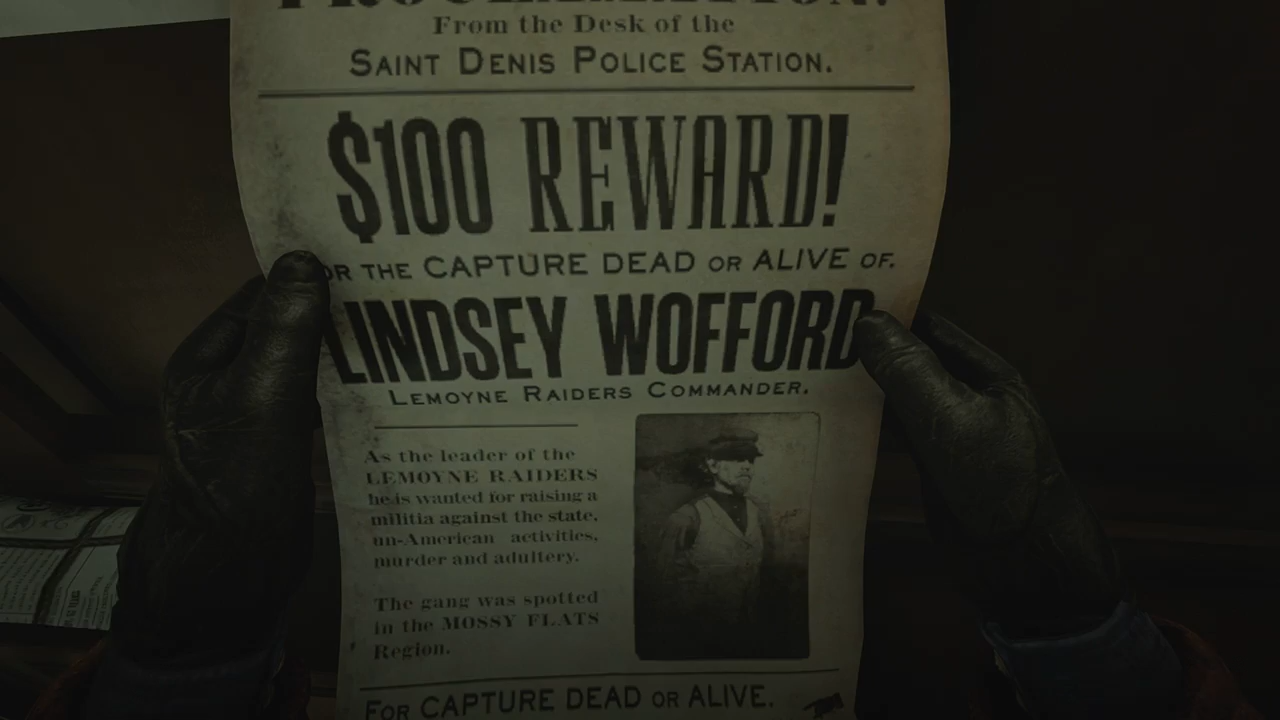 From the Desk of the
SAINT DENIS POLICE STATION.
$100 REWARD!
OR THE CAPTURE DEAD OR ALIVE OF.
LINDSEY WOFFORD
LEMOYNE RAIDERS COMMANDER.
As the leader of the
LEMOYNE RAIDERS
he is wanted for raising a
militia against the state,
un-American activities,
murder and adultery.
The gang was spotted
in the MOSSY FLATS
Region.
FOR CAPTURE DEAD OR ALIVE.